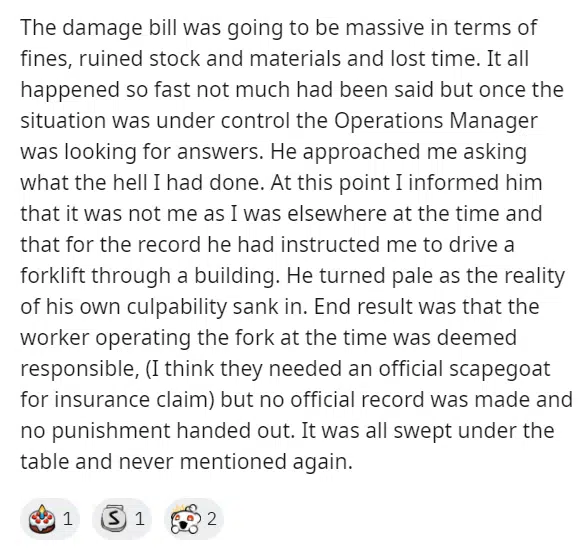 The damage bill was going to be massive in terms of
fines, ruined stock and materials and lost time. It all
happened so fast not much had been said but once the
situation was under control the Operations Manager
was looking for answers. He approached me asking
what the hell I had done. At this point I informed him
that it was not me as I was elsewhere at the time and
that for the record he had instructed me to drive a
forklift through a building. He turned pale as the reality
of his own culpability sank in. End result was that the
worker operating the fork at the time was deemed
responsible, (I think they needed an official scapegoat
for insurance claim) but no official record was made and
no punishment handed out. It was all swept under the
table and never mentioned again.
1 S 1 2